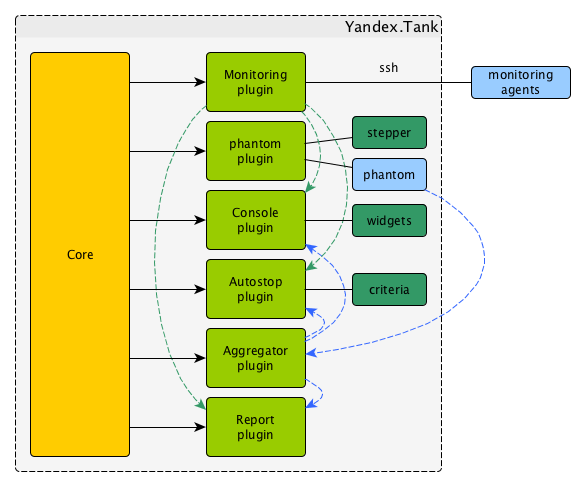 Yandex.Tank
Monitoring
plugin
ssh
monitoring
agents
phantom
plugin
stepper
phantom
Console
plugin
widgets
Core
Autostop
plugin
criteria
Aggregator
plugin
Report
plugin